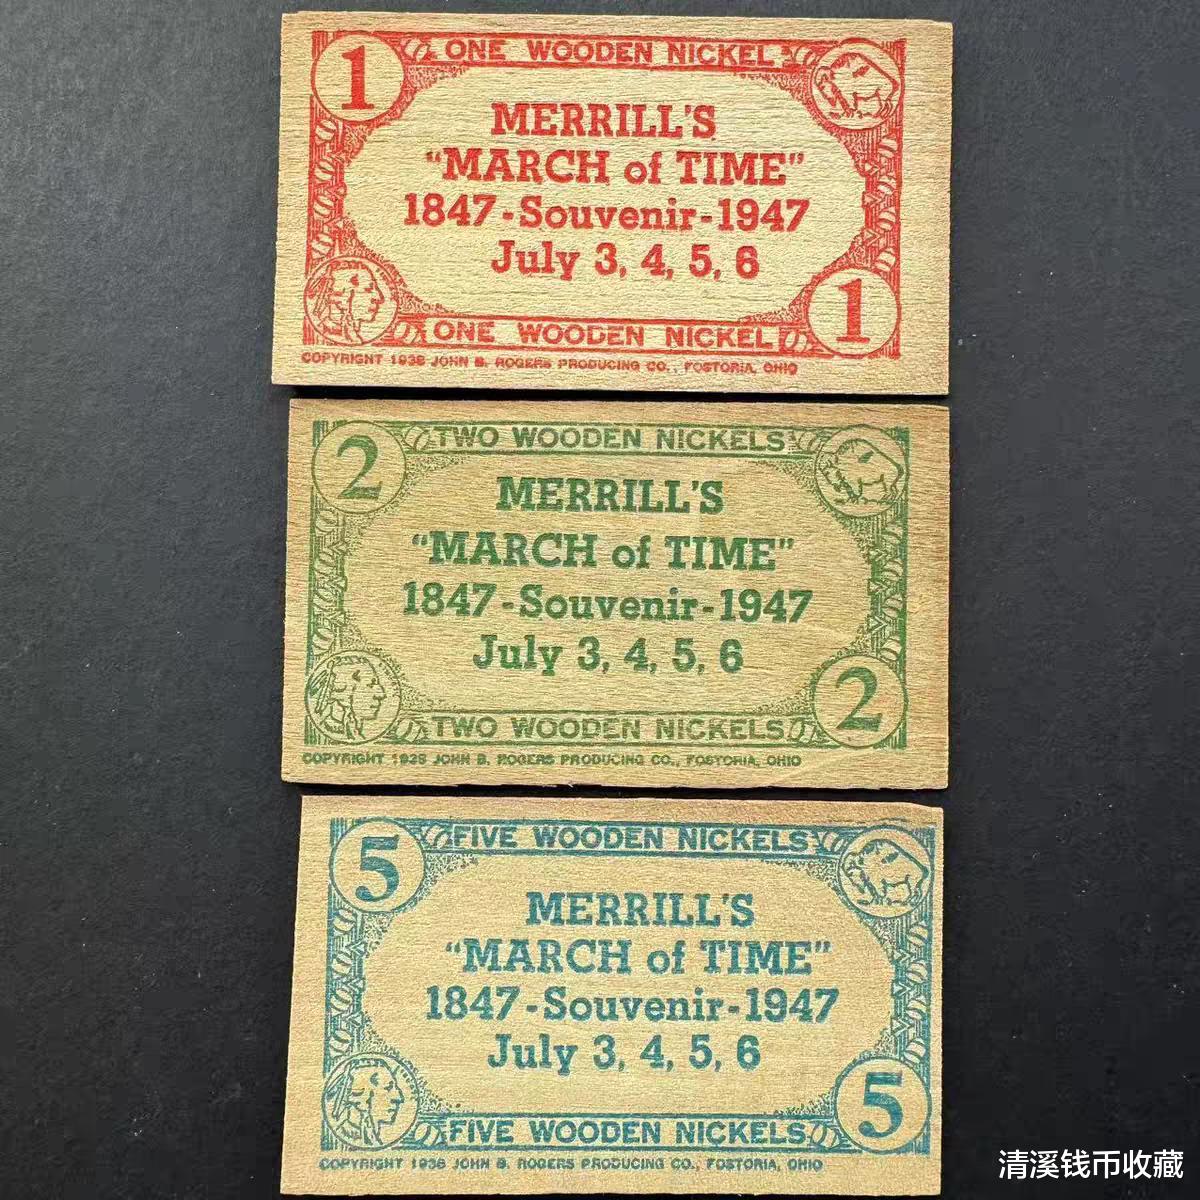 1
ONE WOODEN NICKEL
MERRILL'S
"MARCH of TIME"
1847-Souvenir-1947
July 3, 4, 5, 6
ONE WOODEN NICKEL
1
COPYRIGHT 1938 JOHN B. ROGERS PRODUCING CO., FOSTORIA, OHIO
2
TWO WOODEN NICKELS
MERRILL'S
"MARCH of TIME"
1847-Souvenir-1947
July 3, 4, 5, 6
TWO WOODEN NICKELS
2
COPYRIGHT 1938 JOHN B. ROGERS PRODUCING CO., FOSTORIA, OHIO
5
FIVE WOODEN NICKELS
MERRILL'S
"MARCH of TIME"
1847-Souvenir-1947
July 3, 4, 5, 6
FIVE WOODEN NICKELS
5
COPYRIGHT 1938 JOHN B. ROGERS PRODUCING CO., FOSTORIA, OHIO
清溪钱币收藏